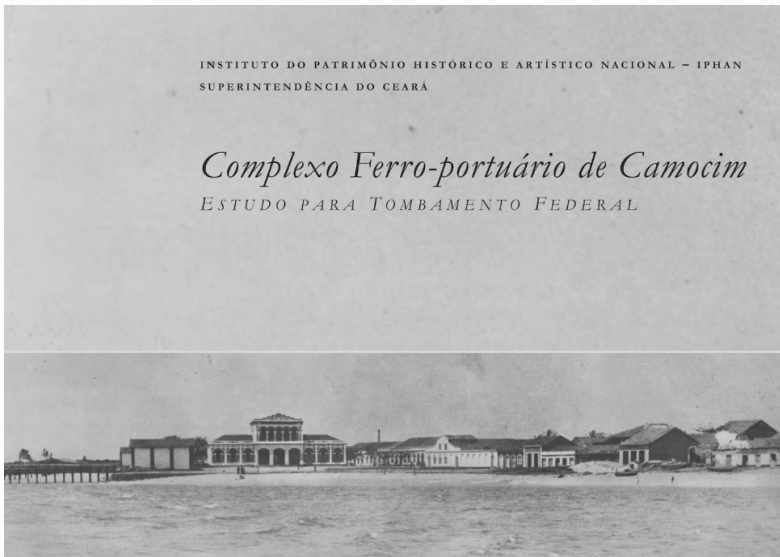 INSTITUTO DO PATRIMÔNIO HISTÓRICO E ARTÍSTICO NACIONAL – IPHAN
SUPERINTENDÊNCIA DO CEARÁ
Complexo Ferro-portuário de Camocim
ESTUDO PARA TOMBAMENTO FEDERAL